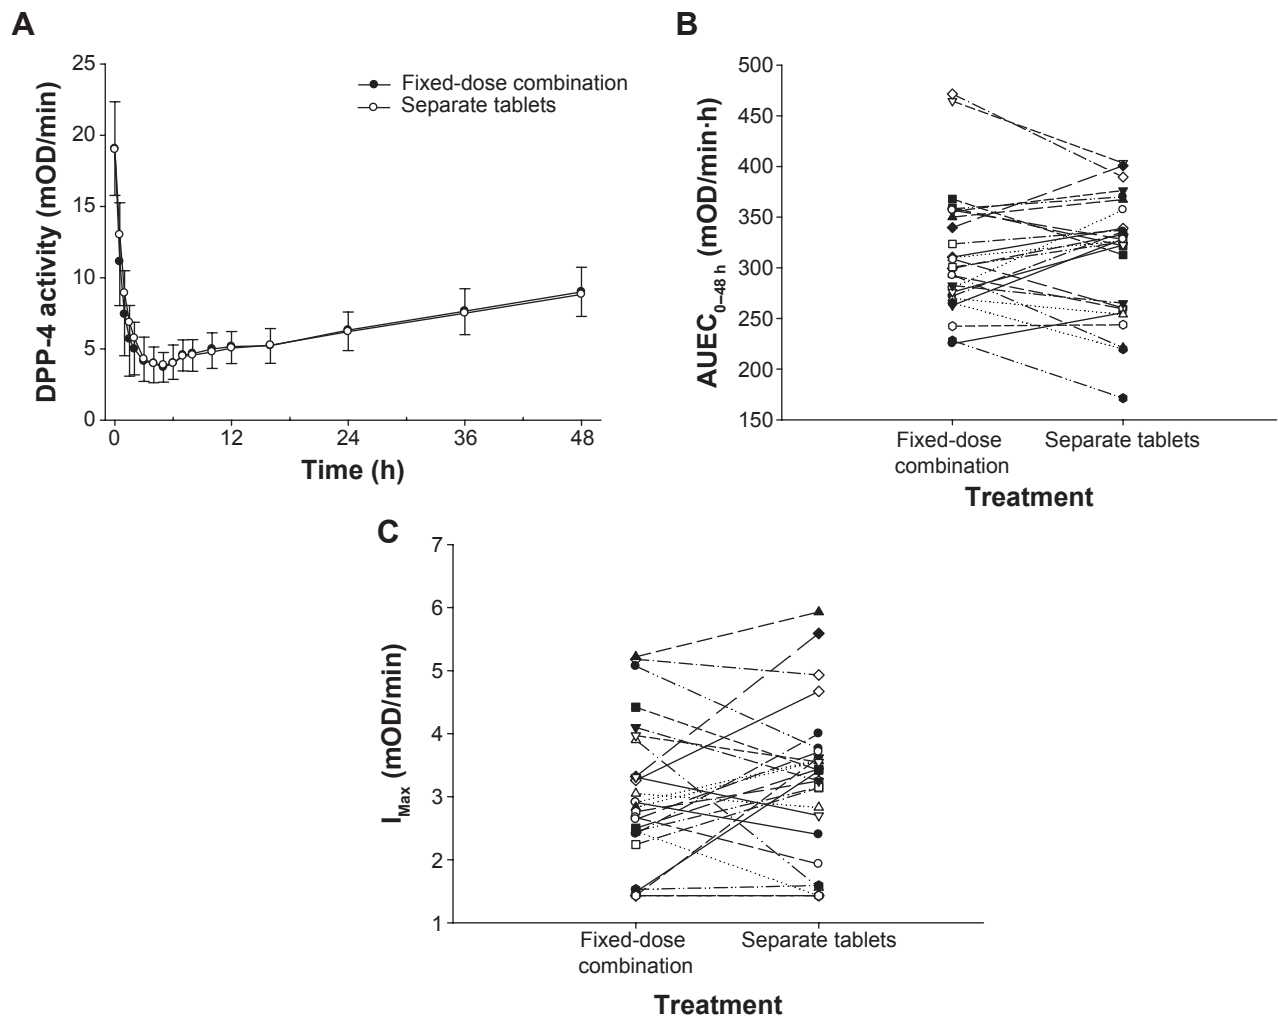 A
DPP-4 activity (mOD/min)
25
20
15
10
5
0
0 12 24 36 48
Time (h)
Fixed-dose combination
Separate tablets
B
AUEC0–48 h (mOD/min·h)
500
450
400
350
300
250
200
150
Fixed-dose
combination
Separate tablets
Treatment
C
IMax (mOD/min)
7
6
5
4
3
2
1
Fixed-dose
combination
Separate tablets
Treatment